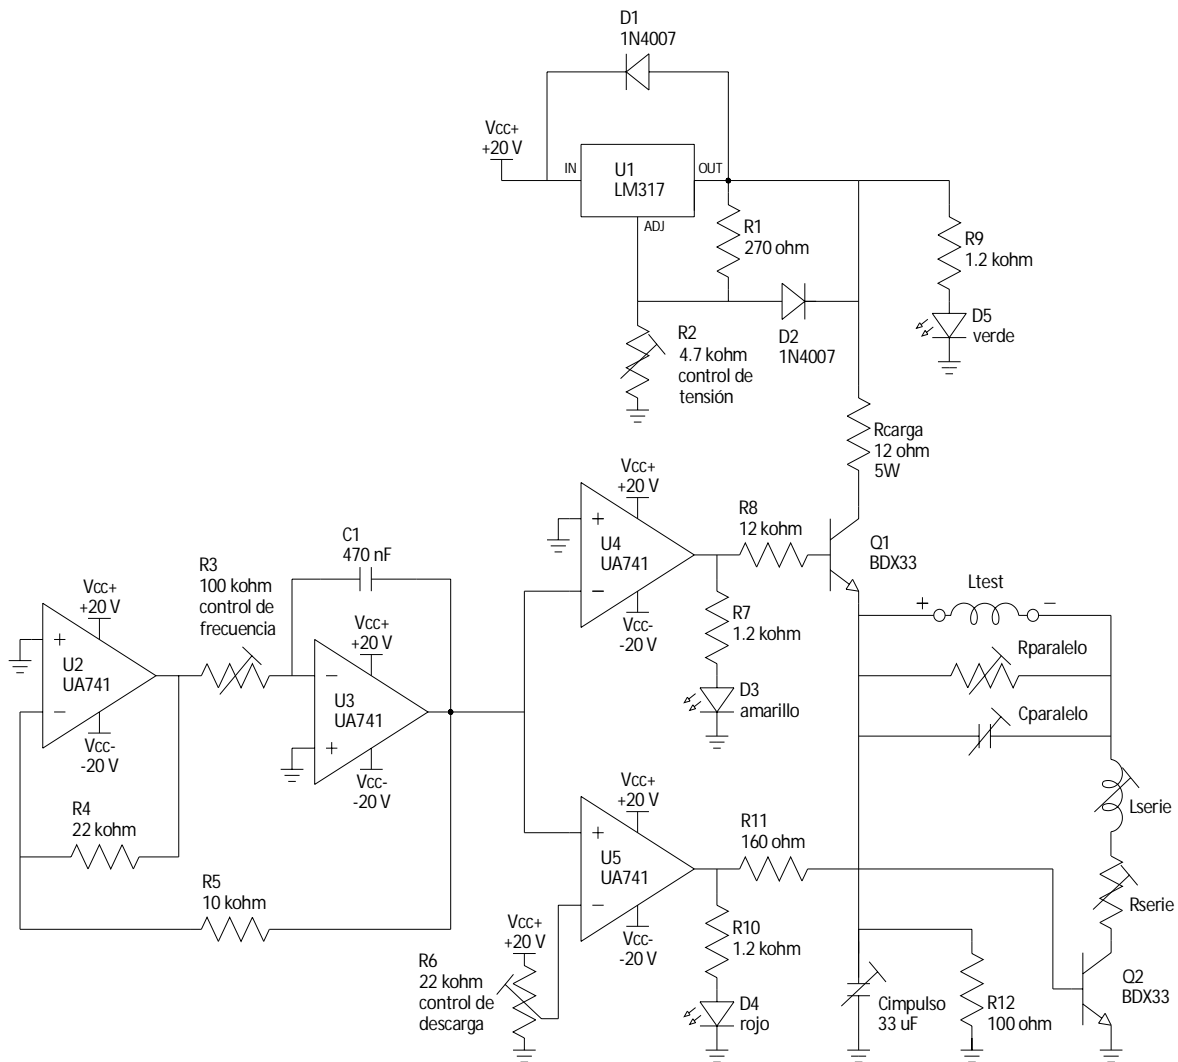 D1
1N4007
Vcc+
+20 V
IN
U1
LM317
OUT
ADJ
R1
270 ohm
R9
1.2 kohm
D5
verde
R2
4.7 kohm
control de
tensión
D2
1N4007
Rcarga
12 ohm
5W
Vcc+
+20 V
+
U4
UA741
−
Vcc-
-20 V
R8
12 kohm
Q1
BDX33
R7
1.2 kohm
D3
amarillo
C1
470 nF
R3
100 kohm
control de
frecuencia
Vcc+
+20 V
+
U2
UA741
−
Vcc-
-20 V
Vcc+
+20 V
−
U3
UA741
+
Vcc-
-20 V
R4
22 kohm
R5
10 kohm
Ltest
+
−
Rparalelo
Cparalelo
Lserie
Rserie
Vcc+
+20 V
+
U5
UA741
−
Vcc-
-20 V
R11
160 ohm
R10
1.2 kohm
D4
rojo
Vcc+
+20 V
R6
22 kohm
control de
descarga
Cimpulso
33 uF
R12
100 ohm
Q2
BDX33